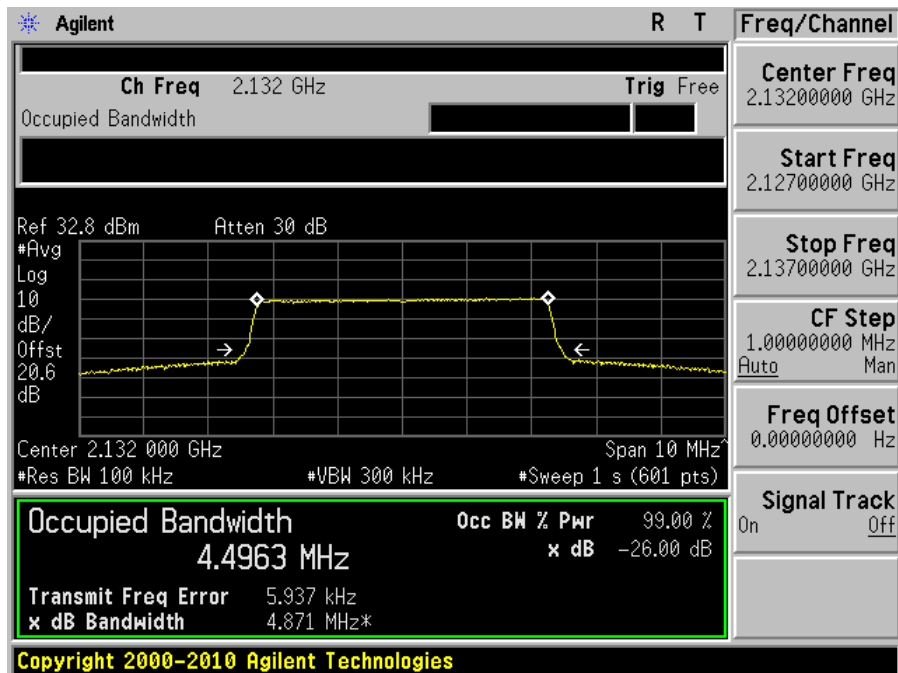 Agilent R T
Freq/Channel
Ch Freq 2.132 GHz Trig Free
Occupied Bandwidth
Center Freq
2.13200000 GHz
Start Freq
2.12700000 GHz
Stop Freq
2.13700000 GHz
CF Step
1.00000000 MHz
Auto Man
Freq Offset
0.00000000 Hz
Signal Track
On Off
Ref 32.8 dBm Atten 30 dB
#Avg
Log
10
dB/
Offst
20.6
dB
Center 2.132 000 GHz Span 10 MHz^
#Res BW 100 kHz #VBW 300 kHz #Sweep 1 s (601 pts)
Occupied Bandwidth Occ BW % Pwr 99.00 %
4.4963 MHz x dB -26.00 dB
Transmit Freq Error 5.937 kHz
x dB Bandwidth 4.871 MHz*
Copyright 2000-2010 Agilent Technologies